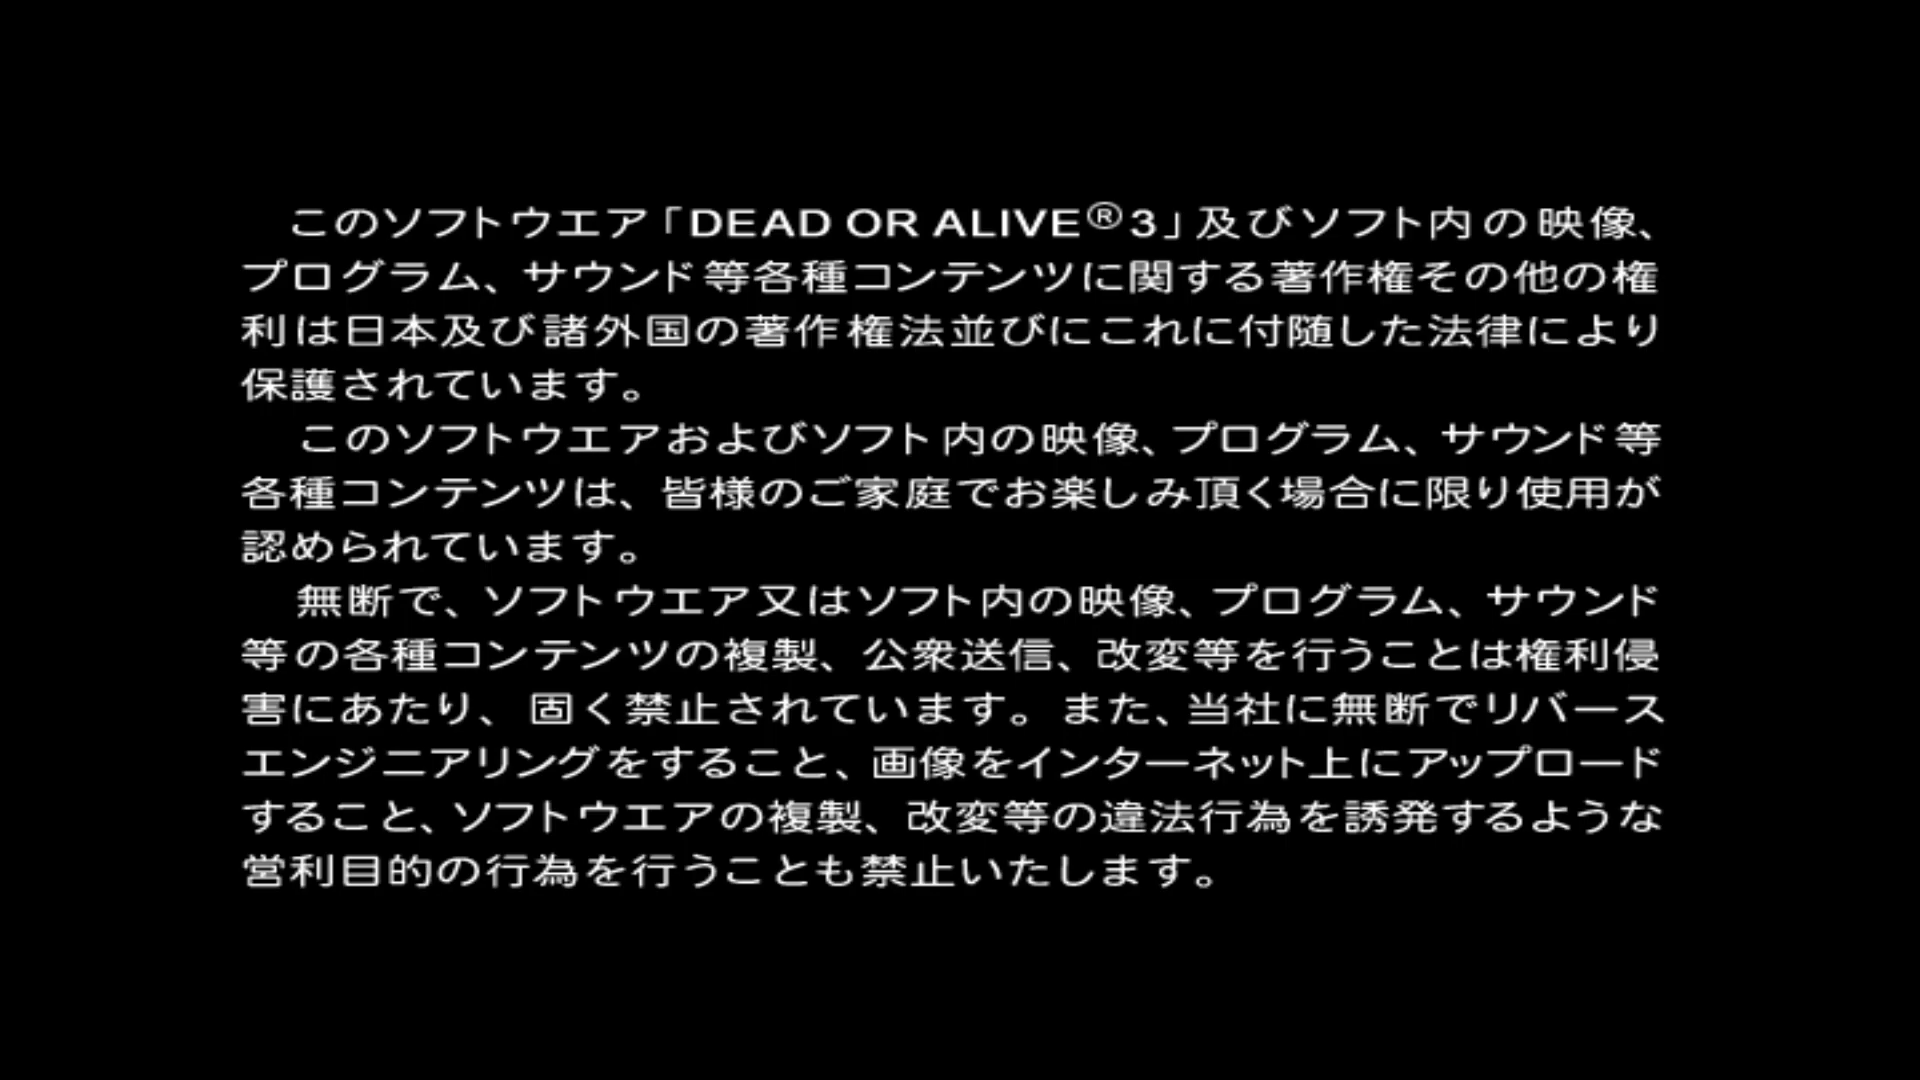 このソフトウエア「DEAD OR ALIVE®3」及びソフト内の映像、
プログラム、サウンド等各種コンテンツに関する著作権その他の権
利は日本及び諸外国の著作権法並びにこれに付随した法律により
保護されています。
このソフトウエアおよびソフト内の映像、プログラム、サウンド等
各種コンテンツは、皆様のご家庭でお楽しみ頂く場合に限り使用が
認められています。
無断で、ソフトウエア又はソフト内の映像、プログラム、サウンド
等の各種コンテンツの複製、公衆送信、改変等を行うことは権利侵
害にあたり、固く禁止されています。また、当社に無断でリバース
エンジニアリングをすること、画像をインターネット上にアップロード
すること、ソフトウエアの複製、改変等の違法行為を誘発するような
営利目的の行為を行うことも禁止いたします。